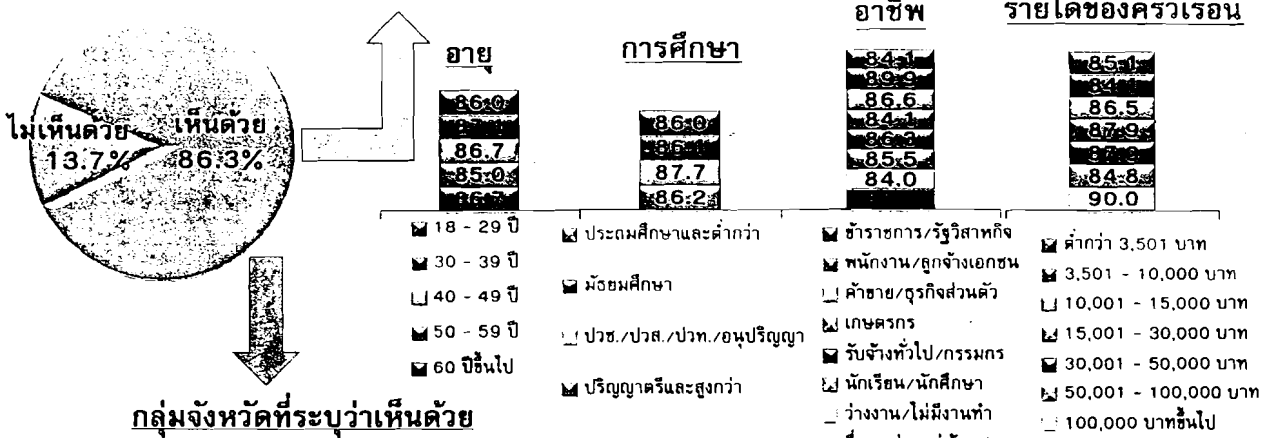 อาชีพ
รายได้ของครัวเรือน
อายุ
การศึกษา
ไม่เห็นด้วย
13.7%
เห็นด้วย
86.3%
86.0
86.7
85.0
86.0
87.7
86.2
84.1
89.9
86.6
84.1
86.3
85.5
84.0
85.1
84.1
86.5
87.9
84.8
90.0
18 - 29 ปี
30 - 39 ปี
40 - 49 ปี
50 - 59 ปี
60 ปีขึ้นไป
ประถมศึกษาและต่ำกว่า
มัธยมศึกษา
ปวช./ปวส./ปวท./อนุปริญญา
ปริญญาตรีและสูงกว่า
ข้าราชการ/รัฐวิสาหกิจ
พนักงาน/ลูกจ้างเอกชน
ค้าขาย/ธุรกิจส่วนตัว
เกษตรกร
รับจ้างทั่วไป/กรรมกร
นักเรียน/นักศึกษา
ว่างงาน/ไม่มีงานทำ
ต่ำกว่า 3,501 บาท
3,501 - 10,000 บาท
10,001 - 15,000 บาท
15,001 - 30,000 บาท
30,001 - 50,000 บาท
50,001 - 100,000 บาท
100,000 บาทขึ้นไป
กลุ่มจังหวัดที่ระบุว่าเห็นด้วย